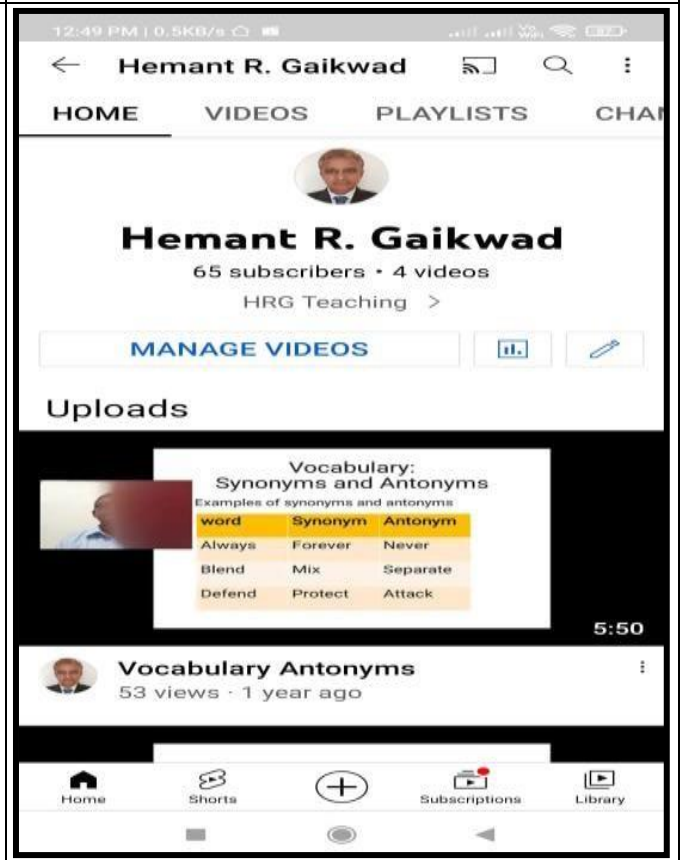 12:49 PM | 0.5KB/s
Hemant R. Gaikwad
HOME VIDEOS PLAYLISTS CHAN
Hemant R. Gaikwad
65 subscribers • 4 videos
HRG Teaching >
MANAGE VIDEOS
Uploads
Vocabulary:
Synonyms and Antonyms
Examples of synonyms and antonyms
word Synonym Antonym
Always Forever Never
Blend Mix Separate
Defend Protect Attack
5:50
Vocabulary Antonyms
53 views · 1 year ago
Home Shorts Subscriptions Library